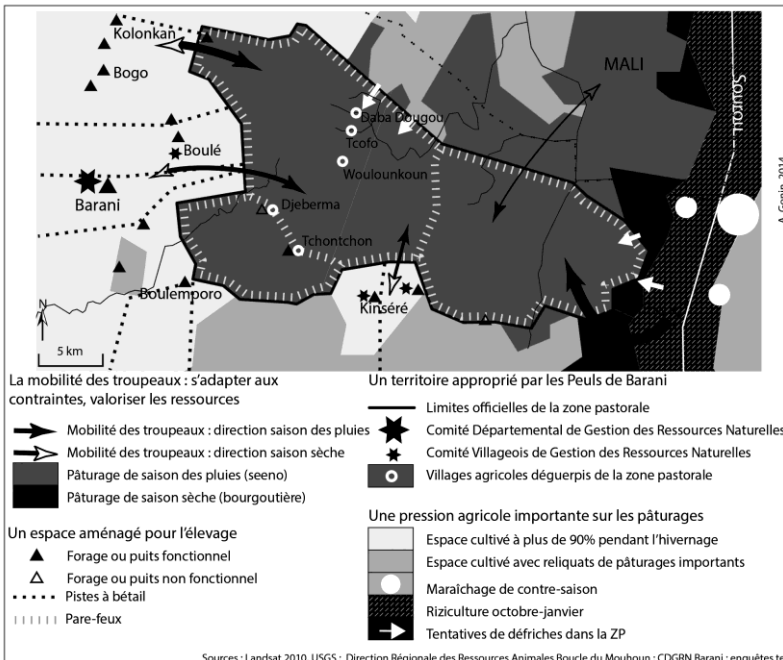 Kolonkan
MALI
Bogo
Daba Dougou
Tcofo
Boulé
Woulounkoun
Barani
Djeberma
Tchontchon
Boulemporo
Kinséré
Sourou
A. Gonin, 2014
N
5 km
La mobilité des troupeaux : s'adapter aux
contraintes, valoriser les ressources
Mobilité des troupeaux : direction saison des pluies
Mobilité des troupeaux : direction saison sèche
Pâturage de saison des pluies (seeno)
Pâturage de saison sèche (bourgoutière)
Un espace aménagé pour l'élevage
Forage ou puits fonctionnel
Forage ou puits non fonctionnel
Pistes à bétail
Pare-feux
Un territoire approprié par les Peuls de Barani
Limites officielles de la zone pastorale
Comité Départemental de Gestion des Ressources Naturelles
Comité Villageois de Gestion des Ressources Naturelles
Villages agricoles déguerpis de la zone pastorale
Une pression agricole importante sur les pâturages
Espace cultivé à plus de 90% pendant l'hivernage
Espace cultivé avec reliquats de pâturages importants
Maraîchage de contre-saison
Riziculture octobre-janvier
Tentatives de défriches dans la ZP
Sources : Landsat 2010, USGS ; Direction Régionale des Ressources Animales Boucle du Mouhoun ; CDGRN Barani ; enquêtes